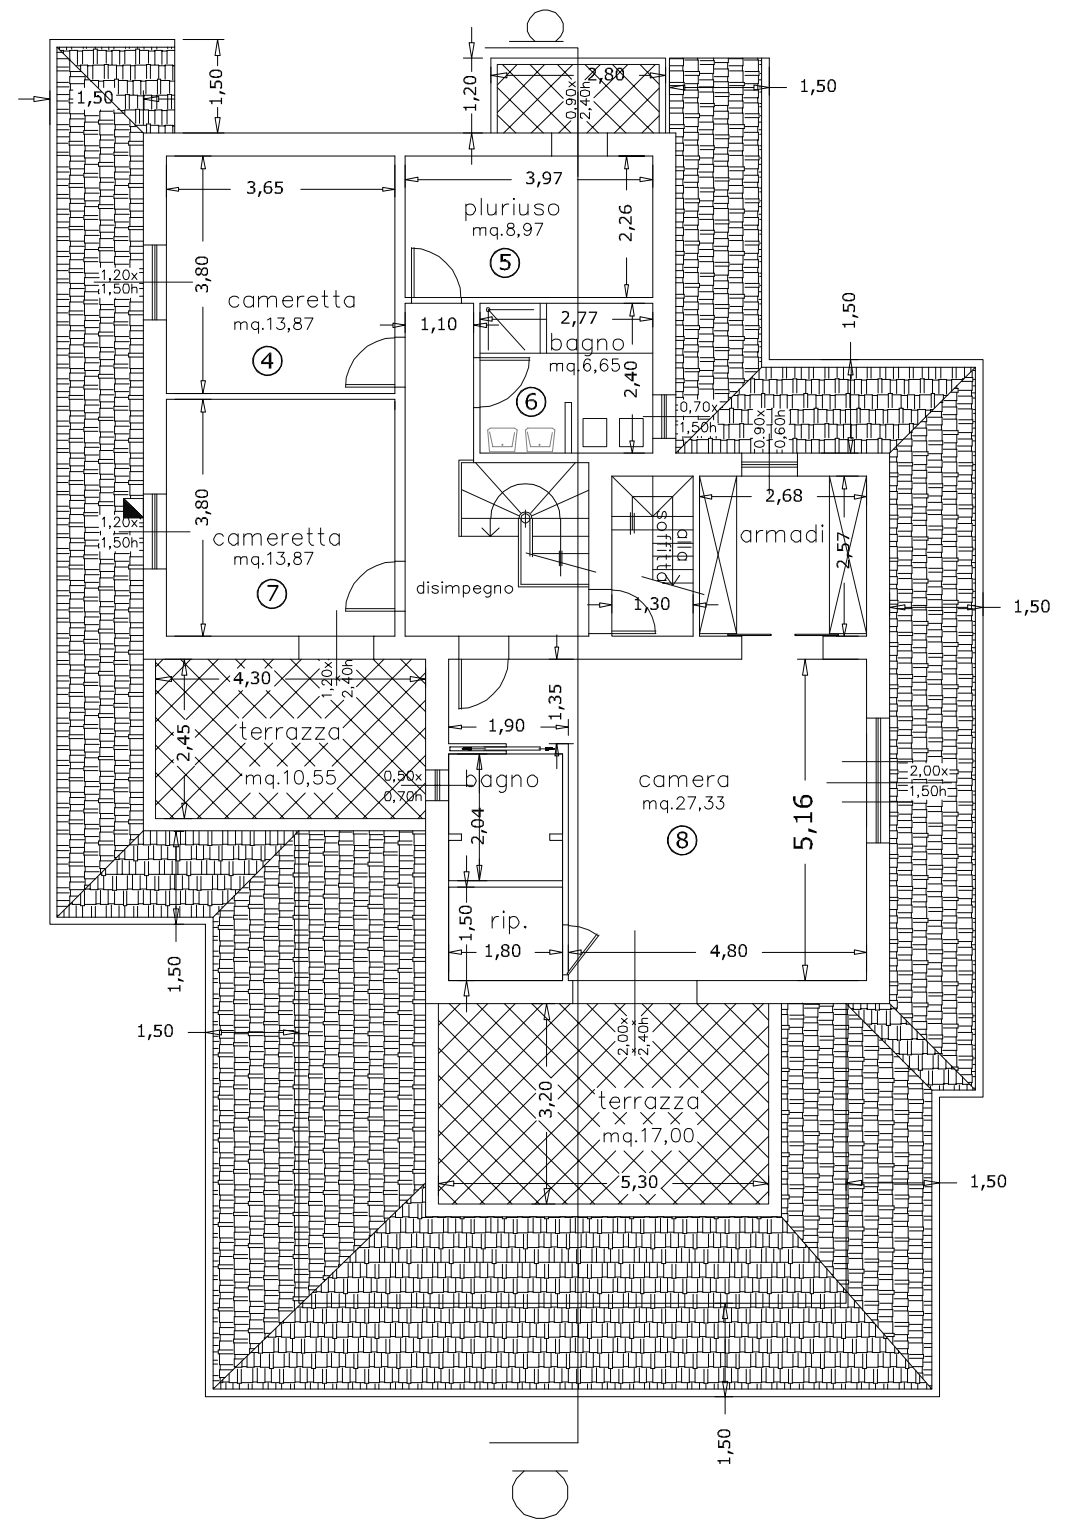 2,80
1,50
1,20
0,90x
2,40h
1,50
1,50
3,65
3,97
pluriuso
mq.8,97
5
2,26
3,80
1,20x
1,50h
cameretta
mq.13,87
4
1,10
2,77
bagno
mq.6,65
2,40
6
1,50
0,70x
1,50h
0,90x
0,60h
3,80
1,20x
1,50h
cameretta
mq.13,87
7
disimpegno
soffitta
1,30
2,68
armadi
2,57
1,50
4,30
1,20x
2,40h
2,45
terrazza
mq.10,55
1,35
1,90
0,50x
0,70h
bagno
2,04
camera
mq.27,33
8
5,16
2,00x
1,50h
rip.
1,50
1,80
4,80
1,50
1,50
2,00x
2,40h
3,20
terrazza
mq.17,00
5,30
1,50
1,50